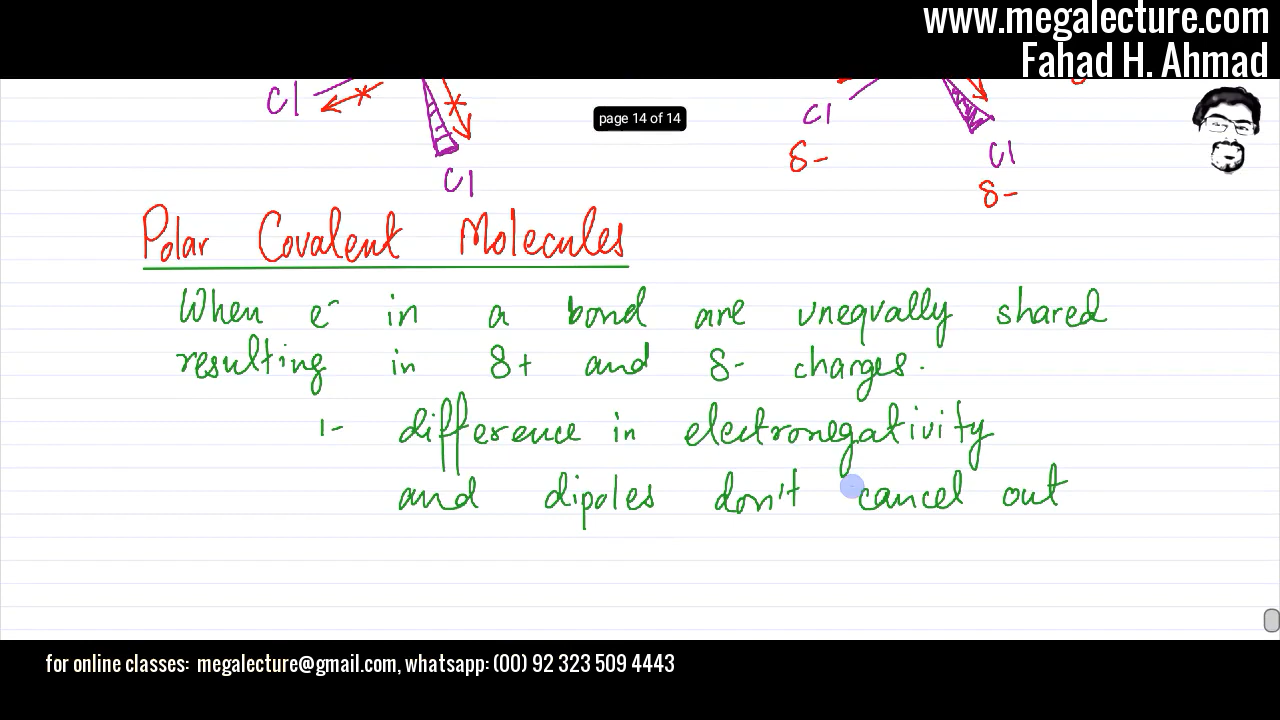 www.megalecture.com
Fahad H. Ahmad
Cl
page 14 of 14
Cl
δ-
Cl
Cl
δ-
Polar Covalent Molecules
When e⁻ in a bond are unequally shared
resulting in δ+ and δ- charges.
1- difference in electronegativity
and dipoles don't cancel out
for online classes: megalecture@gmail.com, whatsapp: (00) 92 323 509 4443